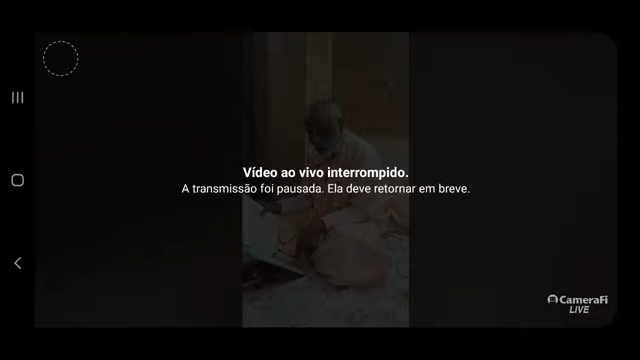 Vídeo ao vivo interrompido.
A transmissão foi pausada. Ela deve retornar em breve.
CameraFi
LIVE